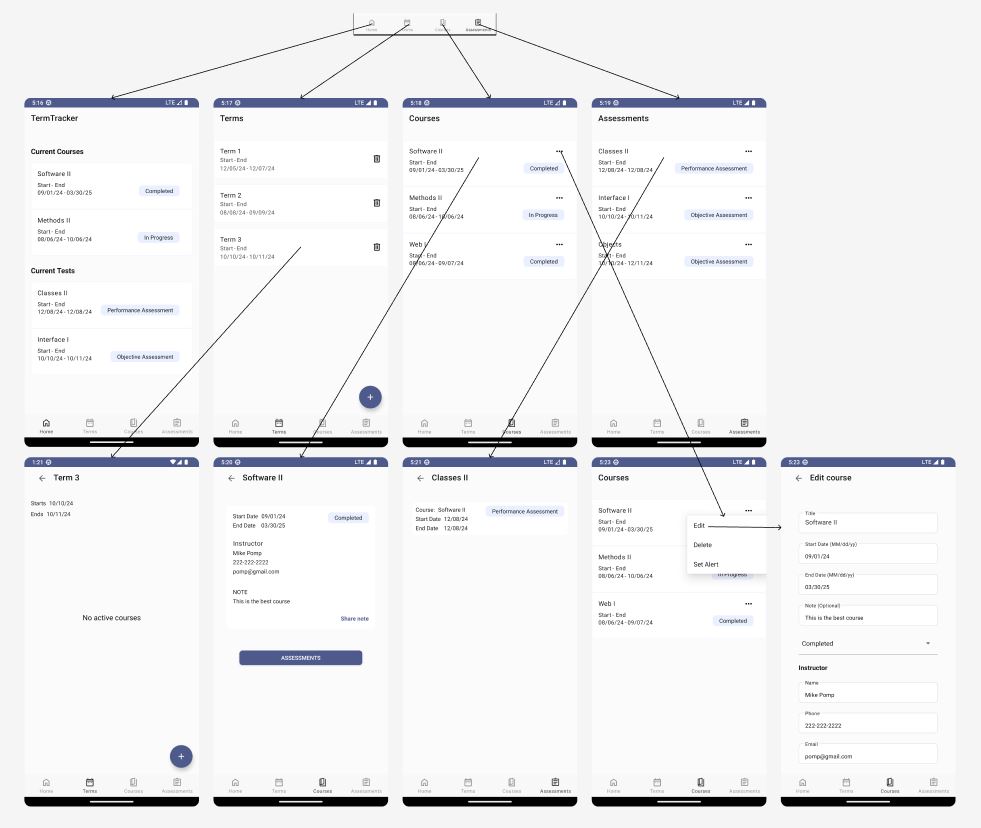 Home Terms Courses Assessments
5:16 LTE
TermTracker
Current Courses
Software II
Start - End
09/01/24 - 03/30/25
Completed
Methods II
Start - End
08/06/24 - 10/06/24
In Progress
Current Tests
Classes II
Start - End
12/08/24 - 12/08/24
Performance Assessment
Interface I
Start - End
10/10/24 - 10/11/24
Objective Assessment
Home Terms Courses Assessments
5:17 LTE
Terms
Term 1
Start - End
12/05/24 - 12/07/24
Term 2
Start - End
08/08/24 - 09/09/24
Term 3
Start - End
10/10/24 - 10/11/24
+
Home Terms Courses Assessments
5:18 LTE
Courses
Software II
Start - End
09/01/24 - 03/30/25
Completed
Methods II
Start - End
08/06/24 - 10/06/24
In Progress
Web I
Start - End
08/06/24 - 09/07/24
Completed
Home Terms Courses Assessments
5:19 LTE
Assessments
Classes II
Start - End
12/08/24 - 12/08/24
Performance Assessment
Interface I
Start - End
10/10/24 - 10/11/24
Objective Assessment
Objects
Start - End
10/10/24 - 12/11/24
Objective Assessment
Home Terms Courses Assessments
1:21
Term 3
Starts 10/10/24
Ends 10/11/24
No active courses
+
Home Terms Courses Assessments
5:20 LTE
Software II
Start Date 09/01/24
End Date 03/30/25
Completed
Instructor
Mike Pomp
222-222-2222
pomp@gmail.com
NOTE
This is the best course
Share note
ASSESSMENTS
Home Terms Courses Assessments
5:21 LTE
Classes II
Course: Software II
Start Date 12/08/24
End Date 12/08/24
Performance Assessment
Home Terms Courses Assessments
5:23 LTE
Courses
Software II
Start - End
09/01/24 - 03/30/25
Edit
Delete
Set Alert
Methods II
Start - End
08/06/24 - 10/06/24
In Progress
Web I
Start - End
08/06/24 - 09/07/24
Completed
Home Terms Courses Assessments
5:23 LTE
Edit course
Title
Software II
Start Date (MM/dd/yy)
09/01/24
End Date (MM/dd/yy)
03/30/25
Note (Optional)
This is the best course
Completed
Instructor
Name
Mike Pomp
Phone
222-222-2222
Email
pomp@gmail.com
Home Terms Courses Assessments